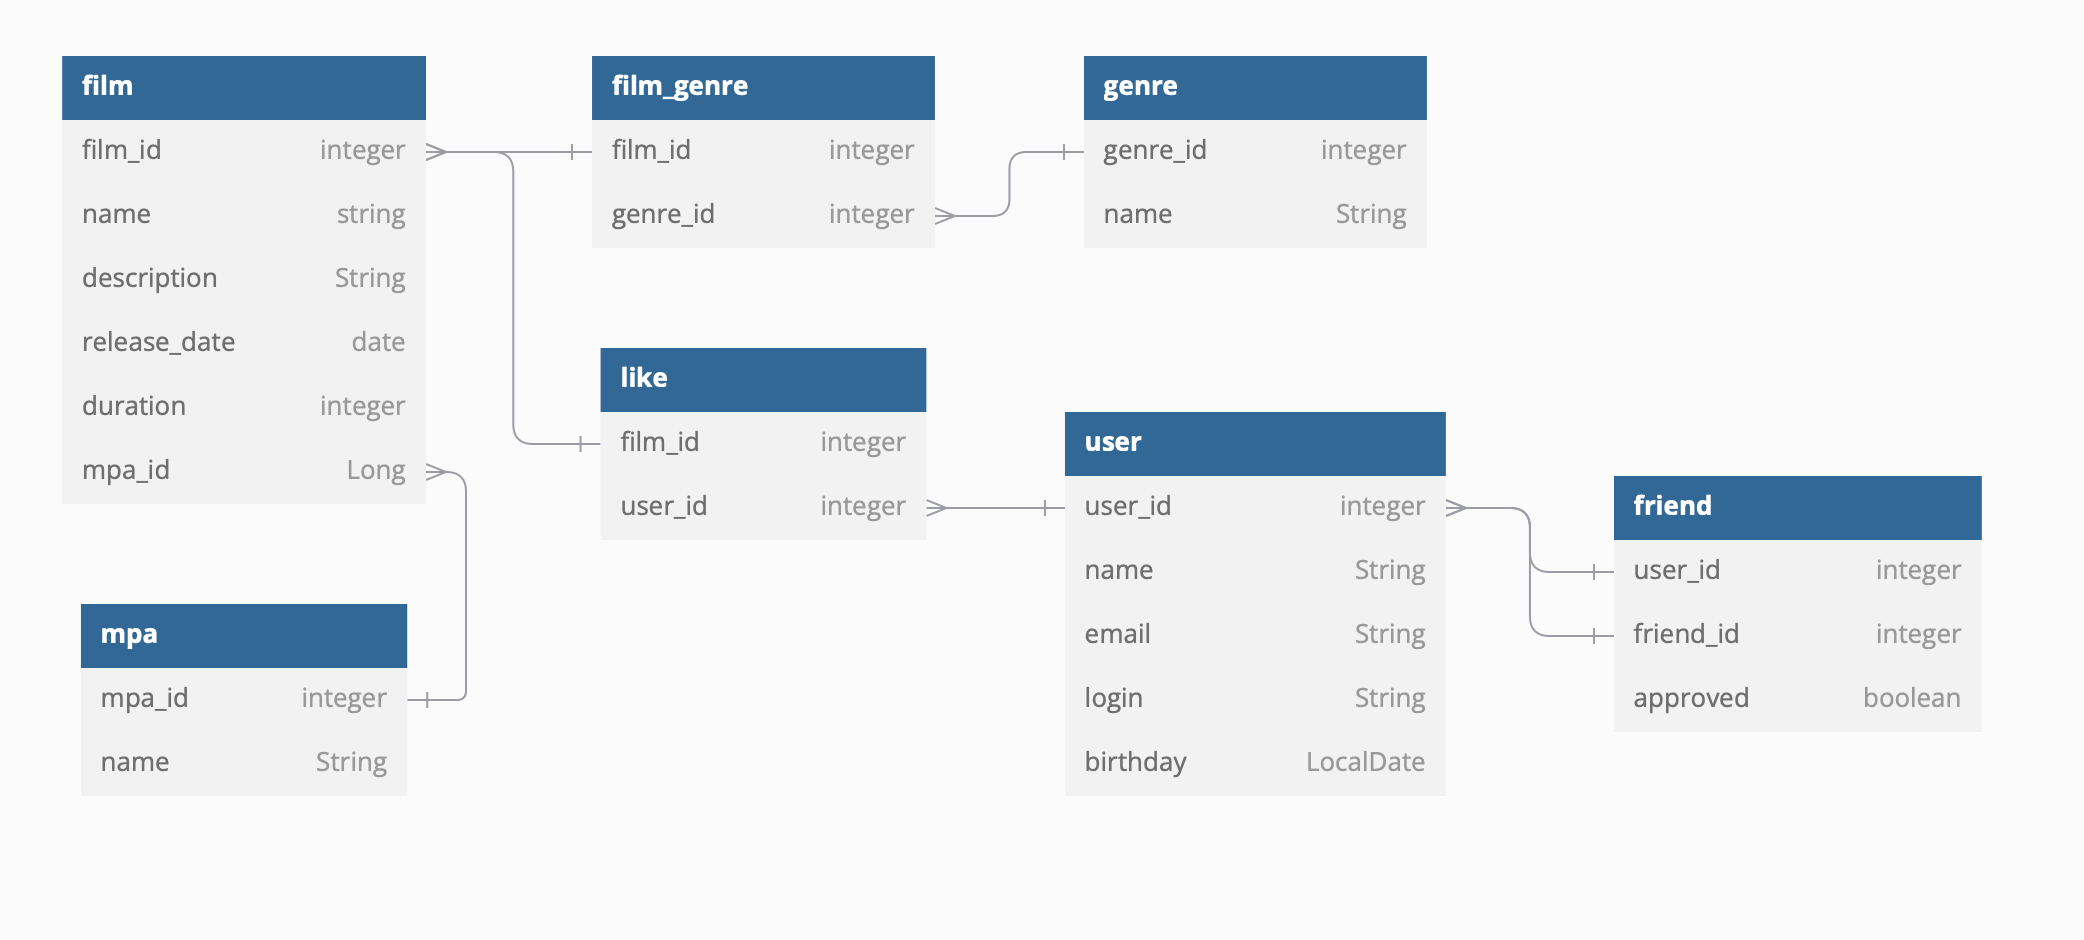 film
film_id integer
name string
description String
release_date date
duration integer
mpa_id Long
film_genre
film_id integer
genre_id integer
genre
genre_id integer
name String
like
film_id integer
user_id integer
user
user_id integer
name String
email String
login String
birthday LocalDate
friend
user_id integer
friend_id integer
approved boolean
mpa
mpa_id integer
name String